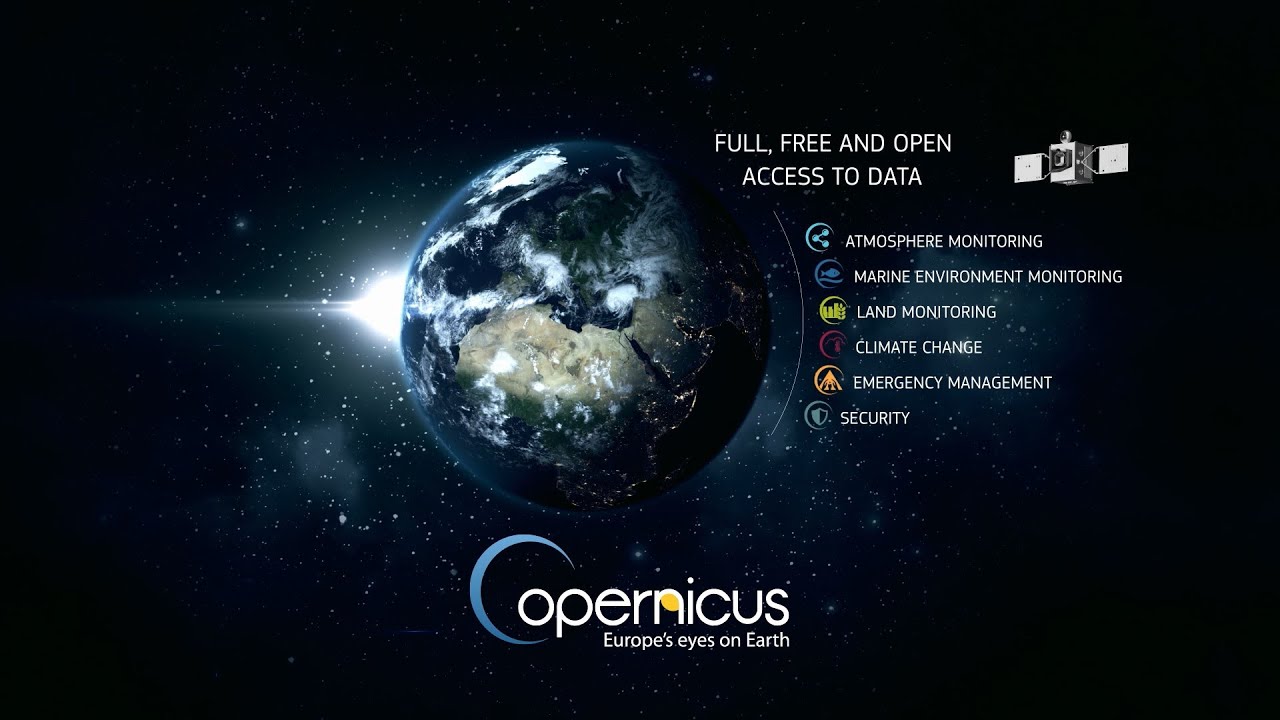 FULL, FREE AND OPEN
ACCESS TO DATA
ATMOSPHERE MONITORING
MARINE ENVIRONMENT MONITORING
LAND MONITORING
CLIMATE CHANGE
EMERGENCY MANAGEMENT
SECURITY
Copernicus
Europe's eyes on Earth